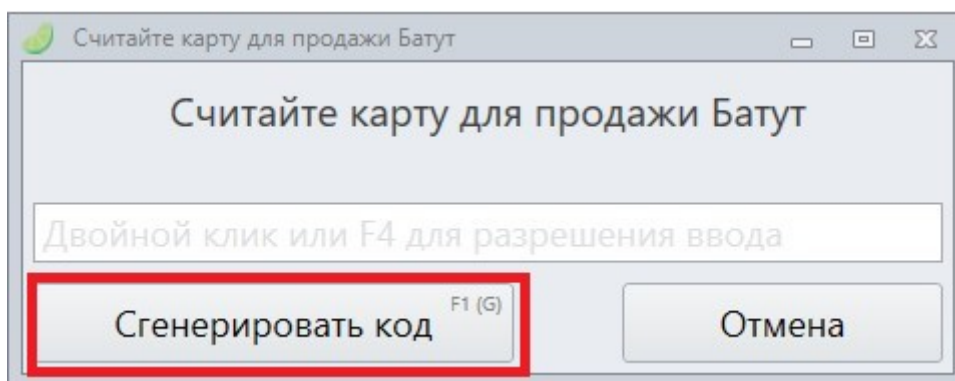 Считайте карту для продажи Батут
Считайте карту для продажи Батут
Двойной клик или F4 для разрешения ввода
Сгенерировать код F1 (G)
Отмена